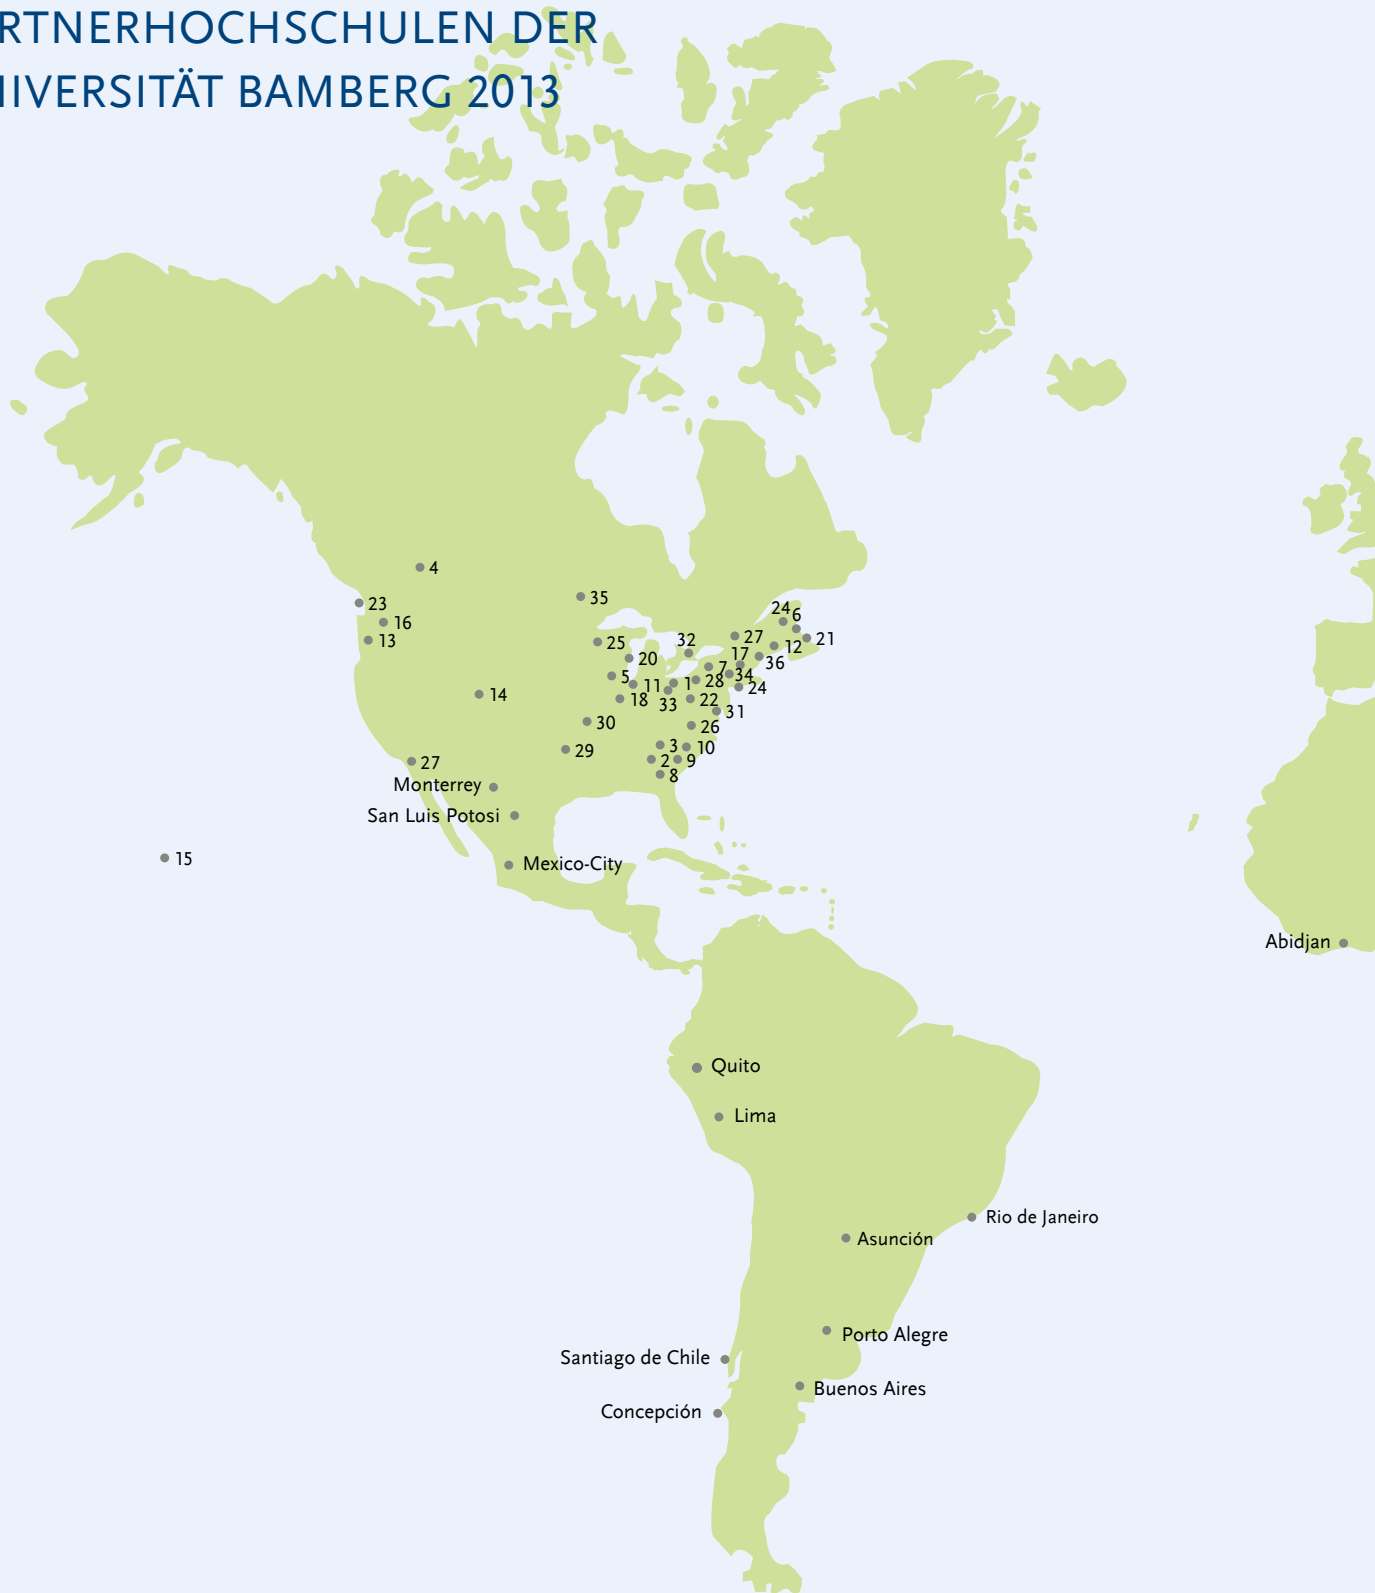 RTNERHOCHSCHULEN DER
IIVERSITÄT BAMBERG 2013
4
23
35
16
24
6
13
25
32
27
12
21
20
17
36
7
34
5
11
1
28
24
14
18
33
22
31
30
26
29
3
10
27
2
9
8
Monterrey
San Luis Potosi
15
Mexico-City
Abidjan
Quito
Lima
Rio de Janeiro
Asunción
Porto Alegre
Santiago de Chile
Buenos Aires
Concepción